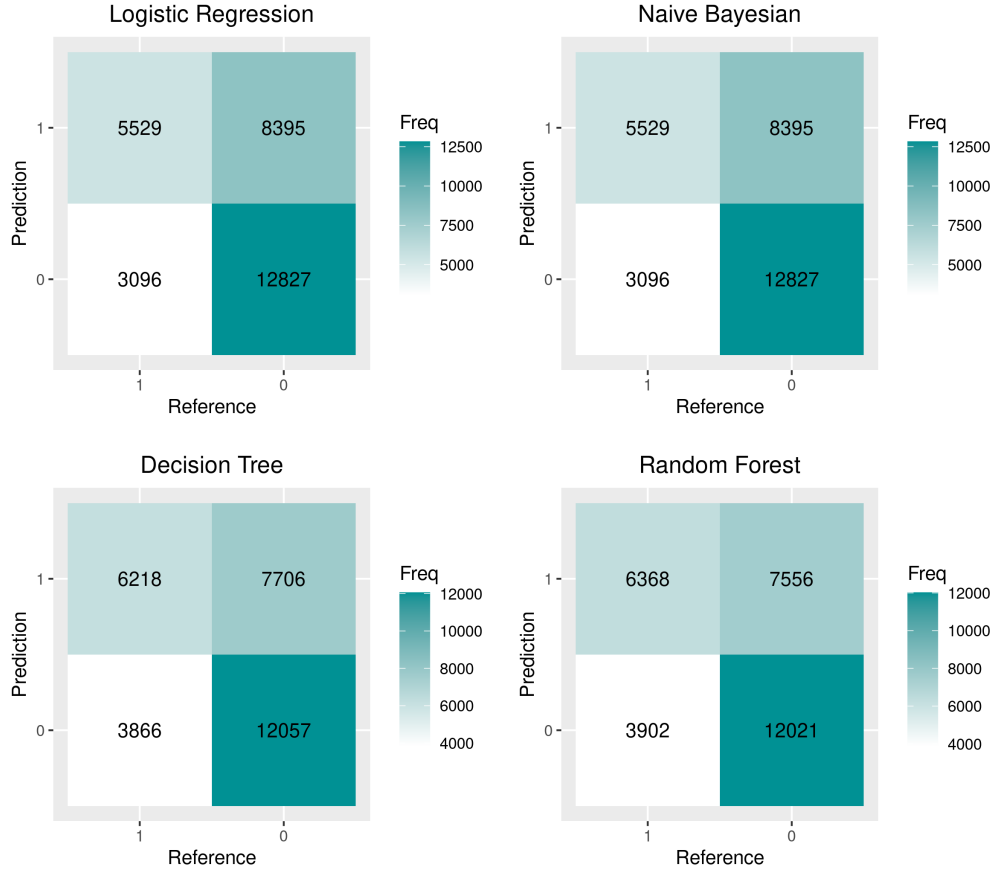 Logistic Regression
Prediction
1
0
5529 8395
3096 12827
1 0
Reference
Freq
12500
10000
7500
5000
Naive Bayesian
Prediction
1
0
5529 8395
3096 12827
1 0
Reference
Freq
12500
10000
7500
5000
Decision Tree
Prediction
1
0
6218 7706
3866 12057
1 0
Reference
Freq
12000
10000
8000
6000
4000
Random Forest
Prediction
1
0
6368 7556
3902 12021
1 0
Reference
Freq
12000
10000
8000
6000
4000